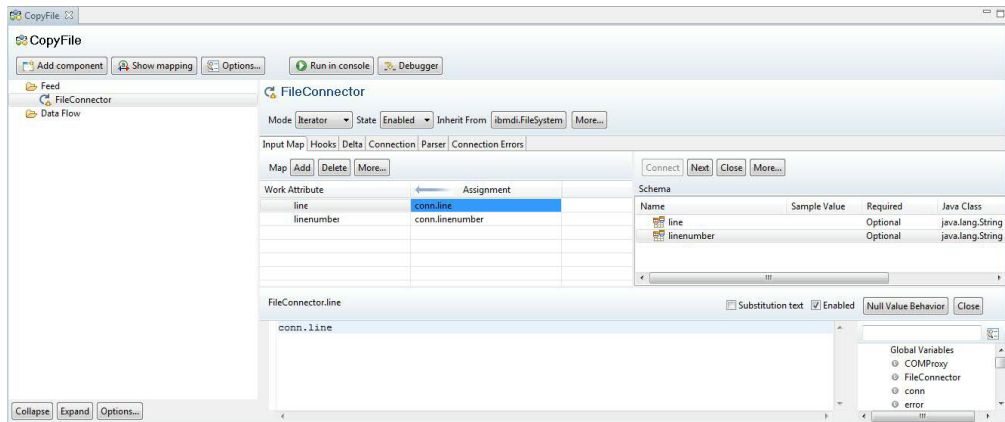 CopyFile
CopyFile
Add component Show mapping Options... Run in console Debugger
Feed
FileConnector
Data Flow
FileConnector
Mode Iterator State Enabled Inherit From ibmdi.FileSystem More...
Input Map Hooks Delta Connection Parser Connection Errors
Map Add Delete More...
Connect Next Close More...
Work Attribute Assignment
line conn.line
linenumber conn.linenumber
Schema
Name Sample Value Required Java Class
line Optional java.lang.String
linenumber Optional java.lang.String
FileConnector.line
Substitution text Enabled Null Value Behavior Close
conn.line
Global Variables
COMProxy
FileConnector
conn
error
Collapse Expand Options...